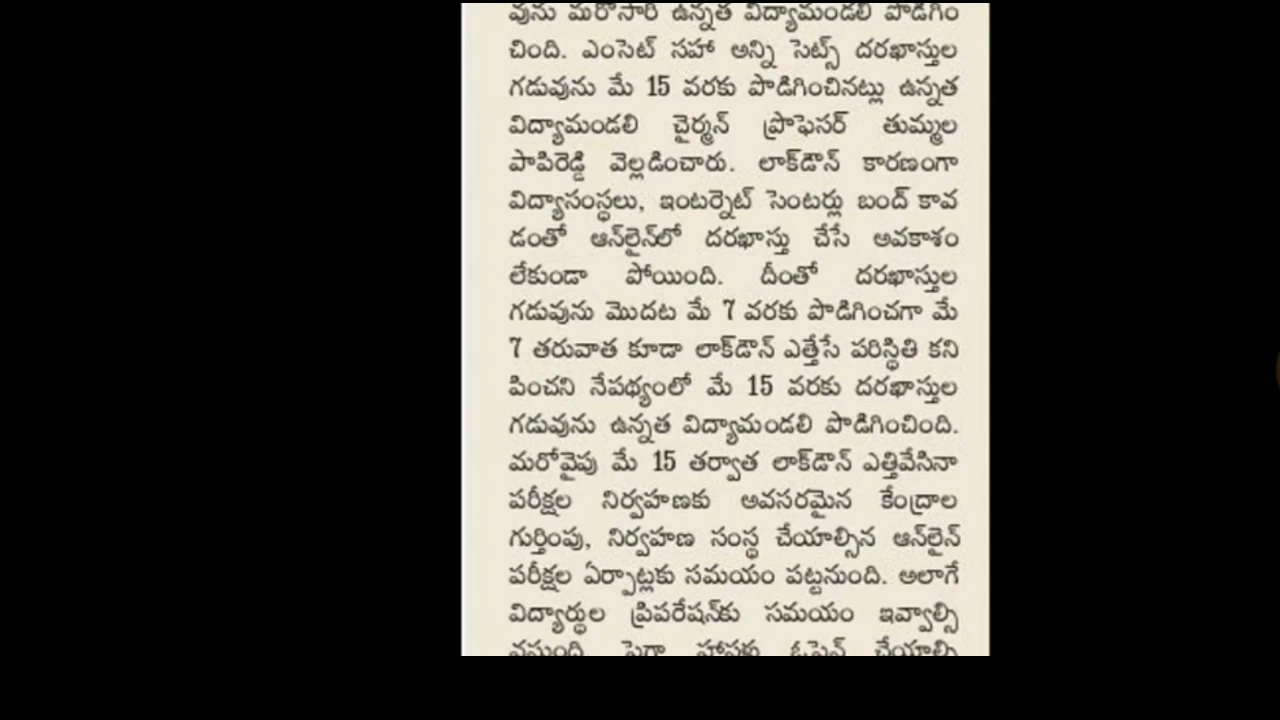 వును మరోసారి ఉన్నత విద్యామండలి పొడిగిం
చింది. ఎంసెట్ సహా అన్ని సెట్స్ దరఖాస్తుల
గడువును మే 15 వరకు పొడిగించినట్లు ఉన్నత
విద్యామండలి చైర్మన్ ప్రొఫెసర్ తుమ్మల
పాపిరెడ్డి వెల్లడించారు. లాక్‌డౌన్ కారణంగా
విద్యాసంస్థలు, ఇంటర్నెట్ సెంటర్లు బంద్ కావ
డంతో ఆన్‌లైన్‌లో దరఖాస్తు చేసే అవకాశం
లేకుండా పోయింది. దీంతో దరఖాస్తుల
గడువును మొదట మే 7 వరకు పొడిగించగా మే
7 తరువాత కూడా లాక్‌డౌన్ ఎత్తేసే పరిస్థితి కని
పించని నేపథ్యంలో మే 15 వరకు దరఖాస్తుల
గడువును ఉన్నత విద్యామండలి పొడిగించింది.
మరోవైపు మే 15 తర్వాత లాక్‌డౌన్ ఎత్తివేసినా
పరీక్షల నిర్వహణకు అవసరమైన కేంద్రాల
గుర్తింపు, నిర్వహణ సంస్థ చేయాల్సిన ఆన్‌లైన్
పరీక్షల ఏర్పాట్లకు సమయం పట్టనుంది. అలాగే
విద్యార్థుల ప్రిపరేషన్‌కు సమయం ఇవ్వాల్సి